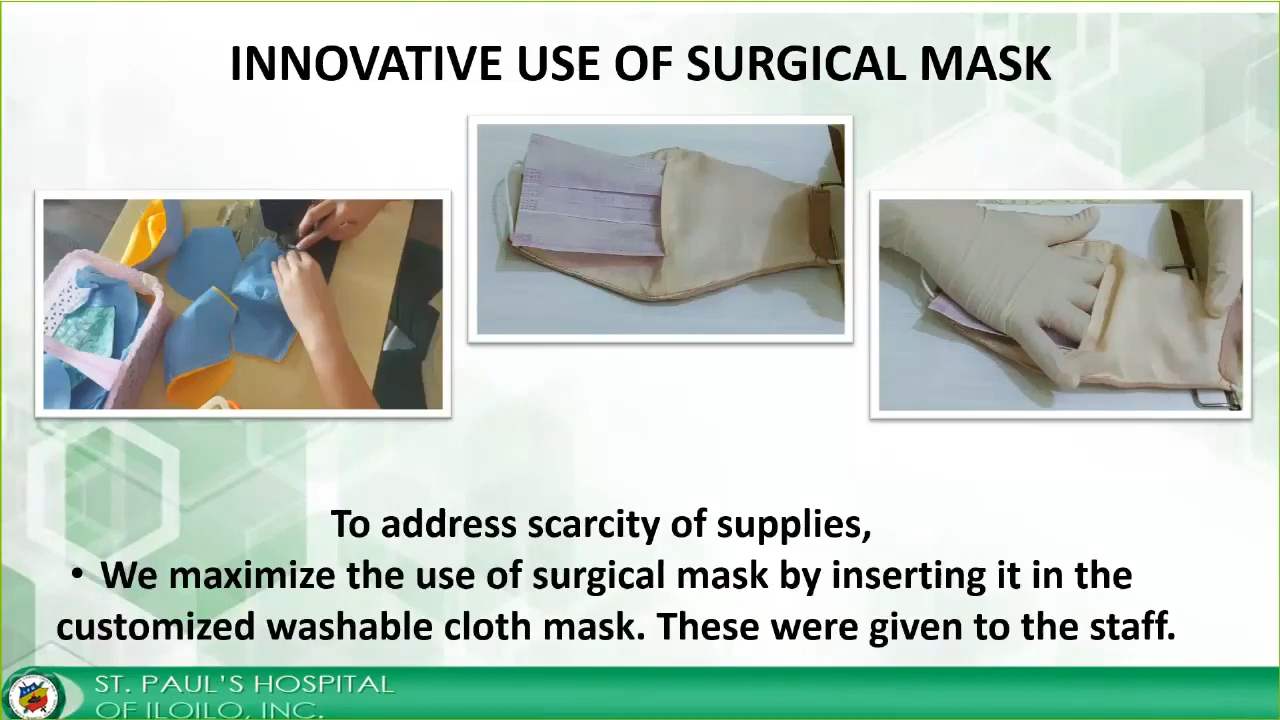 INNOVATIVE USE OF SURGICAL MASK
To address scarcity of supplies,
• We maximize the use of surgical mask by inserting it in the
customized washable cloth mask. These were given to the staff.
ST. PAUL'S HOSPITAL
OF ILOILO, INC.